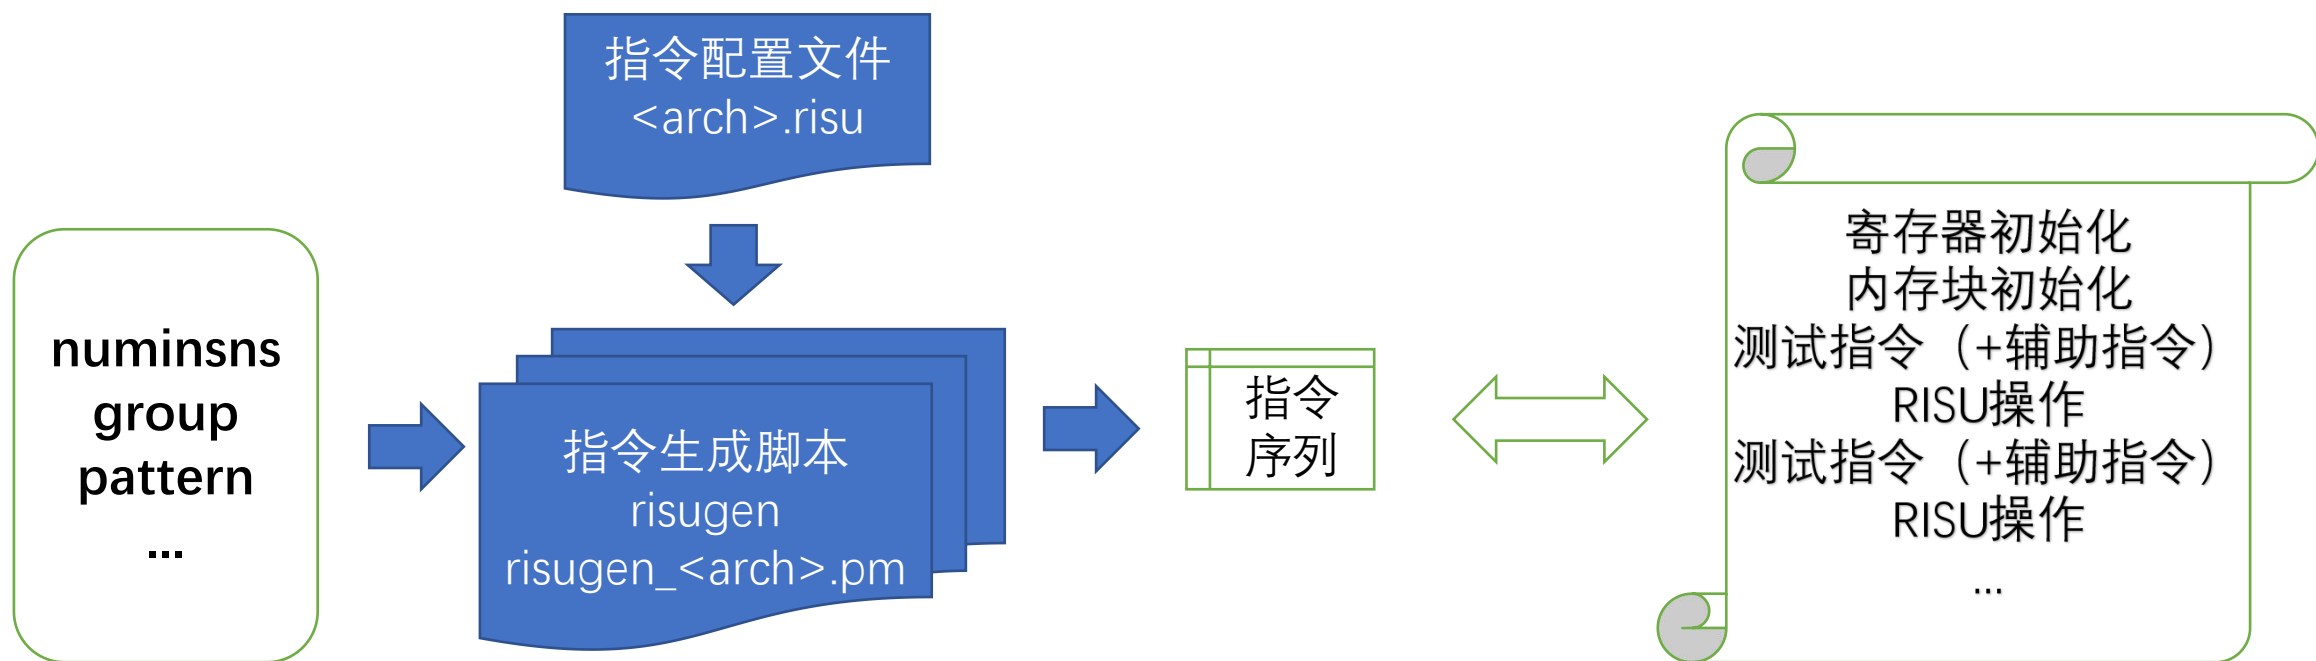 指令配置文件
<arch>.risu
numinsns
group
pattern
...
指令生成脚本
risugen
risugen_<arch>.pm
指令
序列
寄存器初始化
内存块初始化
测试指令（+辅助指令）
RISU操作
测试指令（+辅助指令）
RISU操作
...